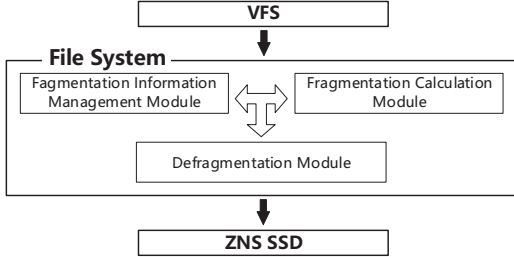 VFS
File System
Fagmentation Information
Management Module
Fragmentation Calculation
Module
Defragmentation Module
ZNS SSD